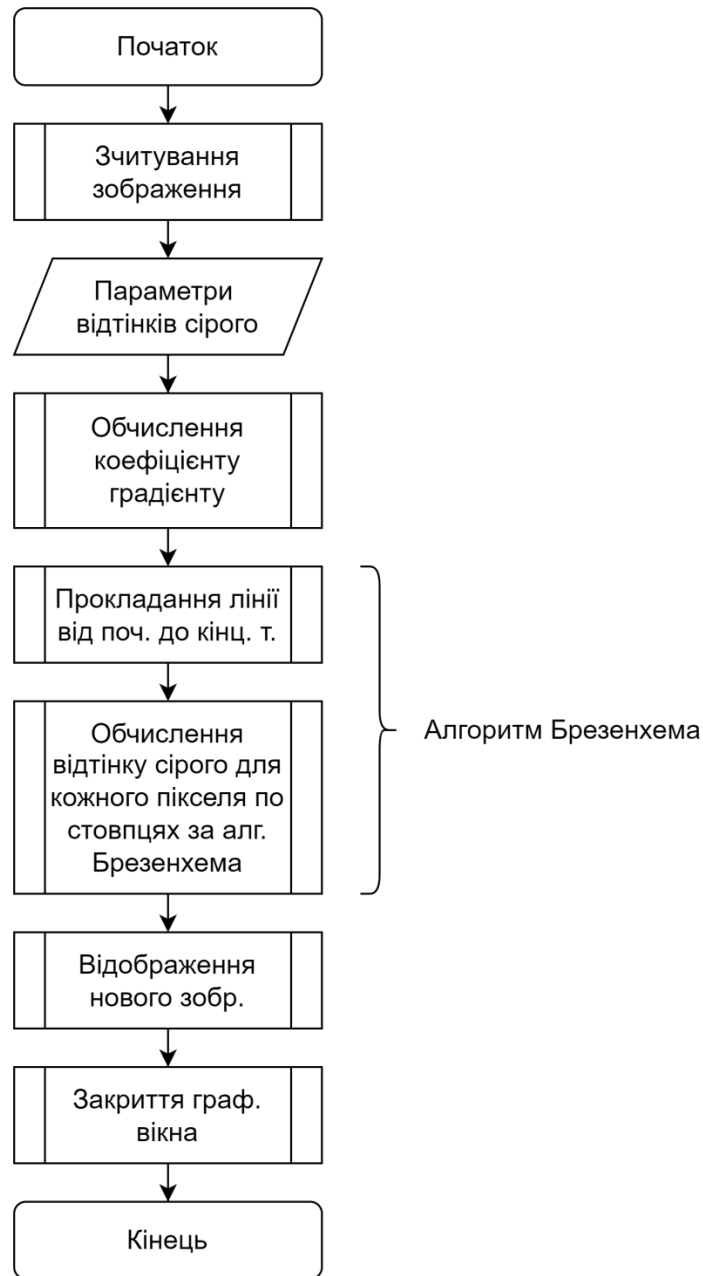 Початок
Зчитування
зображення
Параметри
відтінків сірого
Обчислення
коефіцієнту
градієнту
Прокладання лінії
від поч. до кінц. т.
Обчислення
відтінку сірого для
кожного пікселя по
стовпцях за алг.
Брезенхема
Алгоритм Брезенхема
Відображення
нового зобр.
Закриття граф.
вікна
Кінець